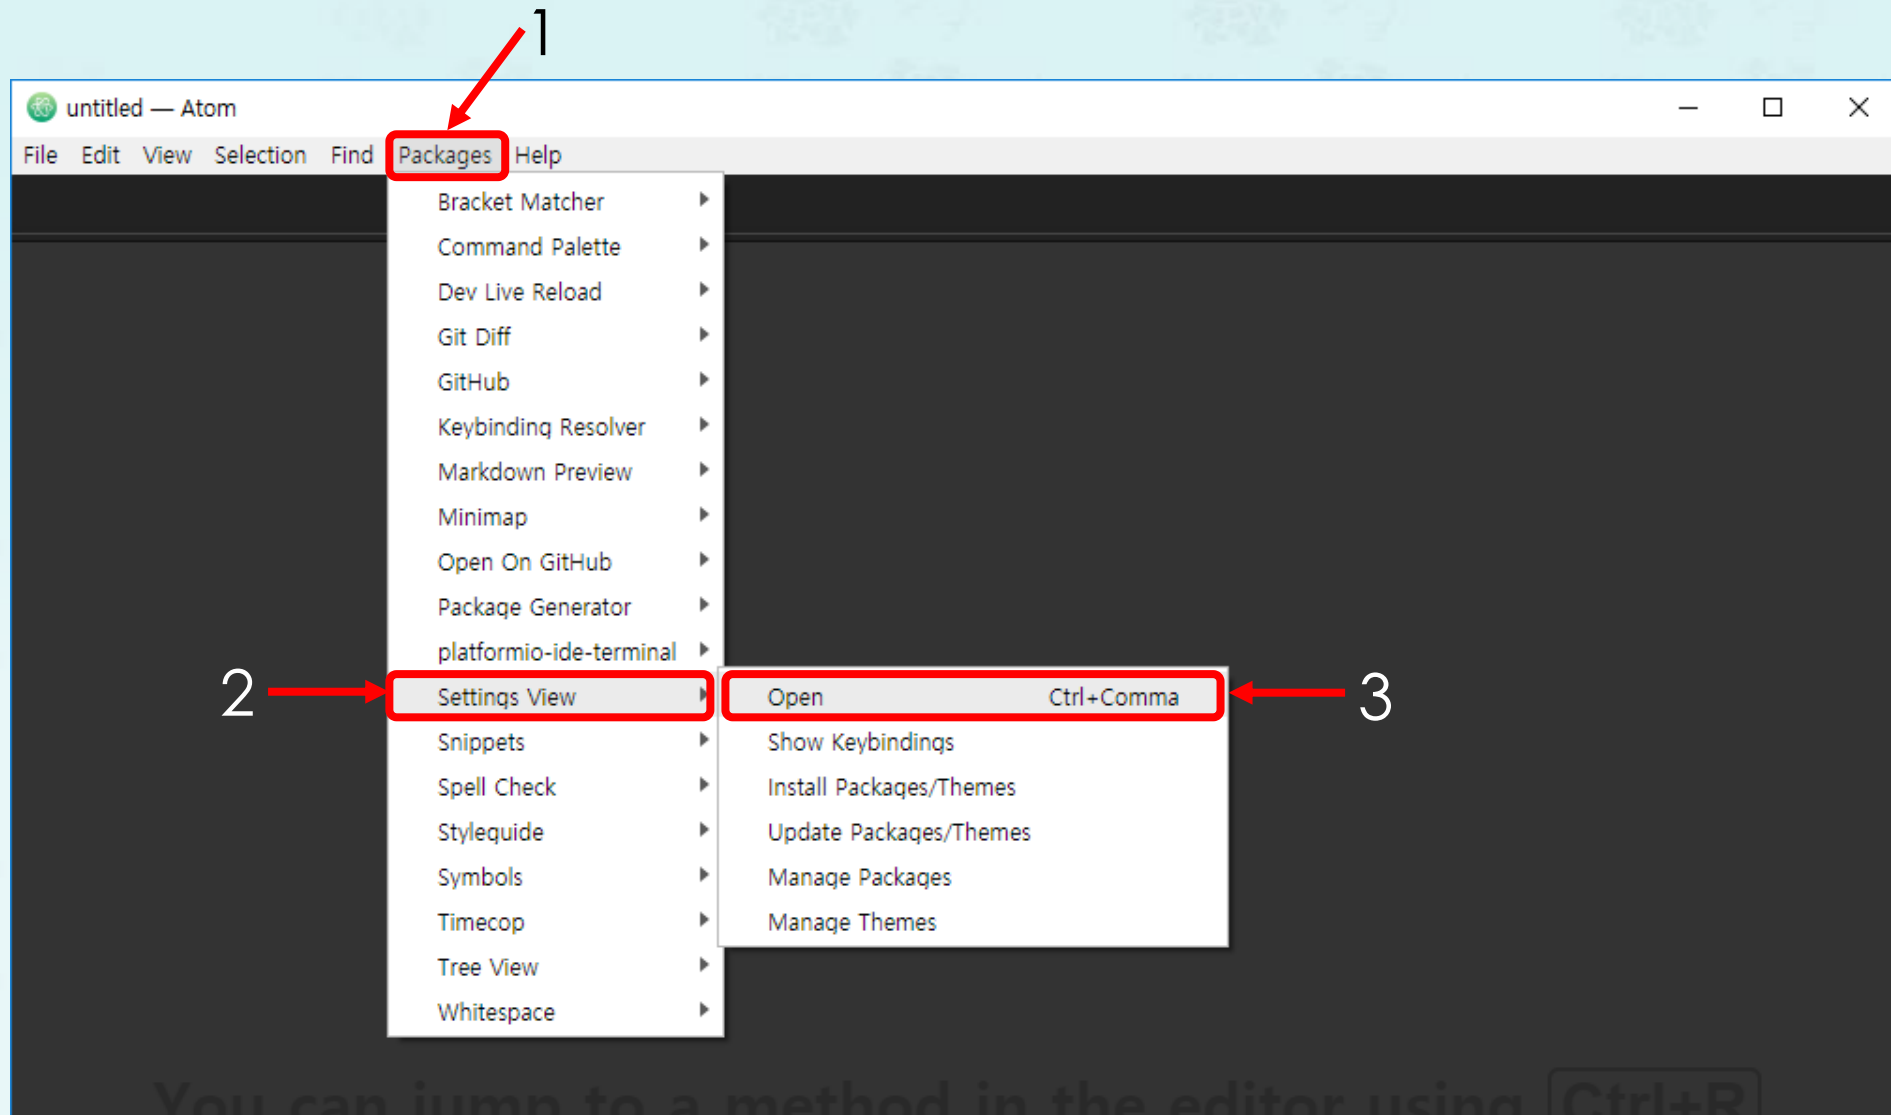 1
untitled — Atom
File Edit View Selection Find Packages Help
Bracket Matcher
Command Palette
Dev Live Reload
Git Diff
GitHub
Keybinding Resolver
Markdown Preview
Minimap
Open On GitHub
Package Generator
platformio-ide-terminal
2 Settings View Open Ctrl+Comma 3
Snippets Show Keybindings
Spell Check Install Packages/Themes
Styleguide Update Packages/Themes
Symbols Manage Packages
Timecop Manage Themes
Tree View
Whitespace
You can jump to a method in the editor using Ctrl+R